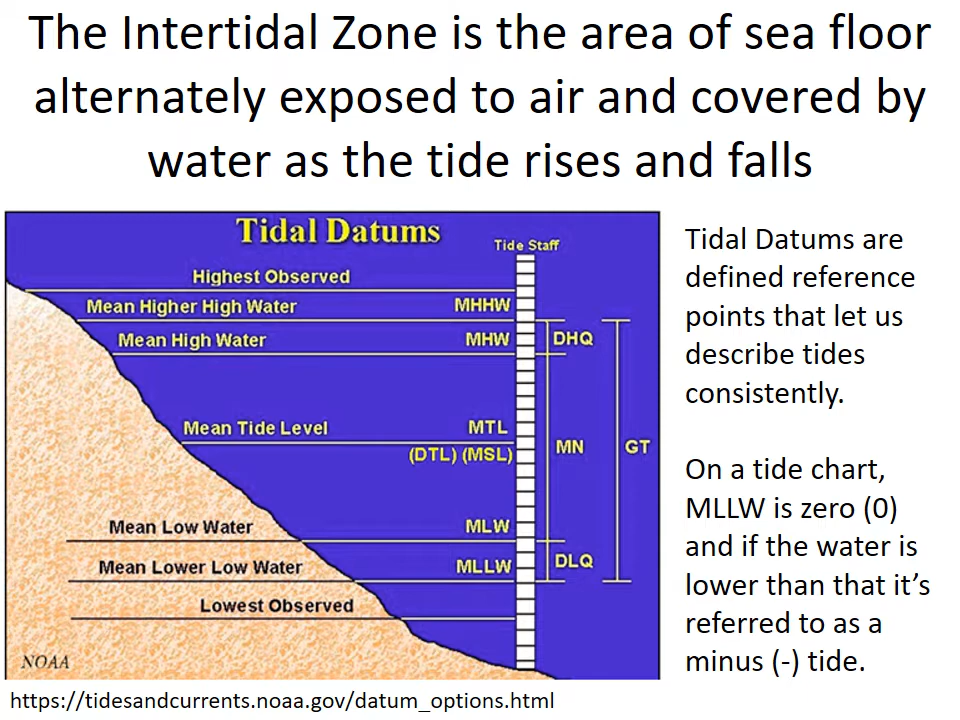 The Intertidal Zone is the area of sea floor
alternately exposed to air and covered by
water as the tide rises and falls
Tidal Datums
Tide Staff
Highest Observed
Mean Higher High Water MHHW
Mean High Water MHW DHQ
Mean Tide Level MTL
(DTL) (MSL) MN GT
Mean Low Water MLW
Mean Lower Low Water MLLW DLQ
Lowest Observed
NOAA
Tidal Datums are
defined reference
points that let us
describe tides
consistently.
On a tide chart,
MLLW is zero (0)
and if the water is
lower than that it’s
referred to as a
minus (-) tide.
https://tidesandcurrents.noaa.gov/datum_options.html